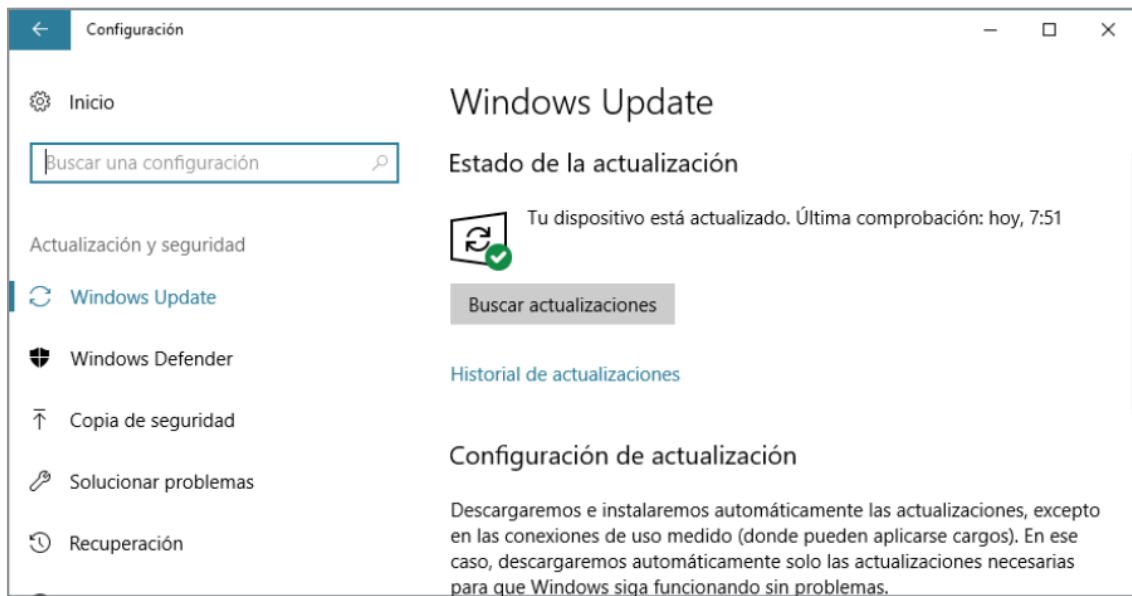 Configuración
Inicio
Buscar una configuración
Actualización y seguridad
Windows Update
Windows Defender
Copia de seguridad
Solucionar problemas
Recuperación
Windows Update
Estado de la actualización
Tu dispositivo está actualizado. Última comprobación: hoy, 7:51
Buscar actualizaciones
Historial de actualizaciones
Configuración de actualización
Descargaremos e instalaremos automáticamente las actualizaciones, excepto
en las conexiones de uso medido (donde pueden aplicarse cargos). En ese
caso, descargaremos automáticamente solo las actualizaciones necesarias
para que Windows siga funcionando sin problemas.